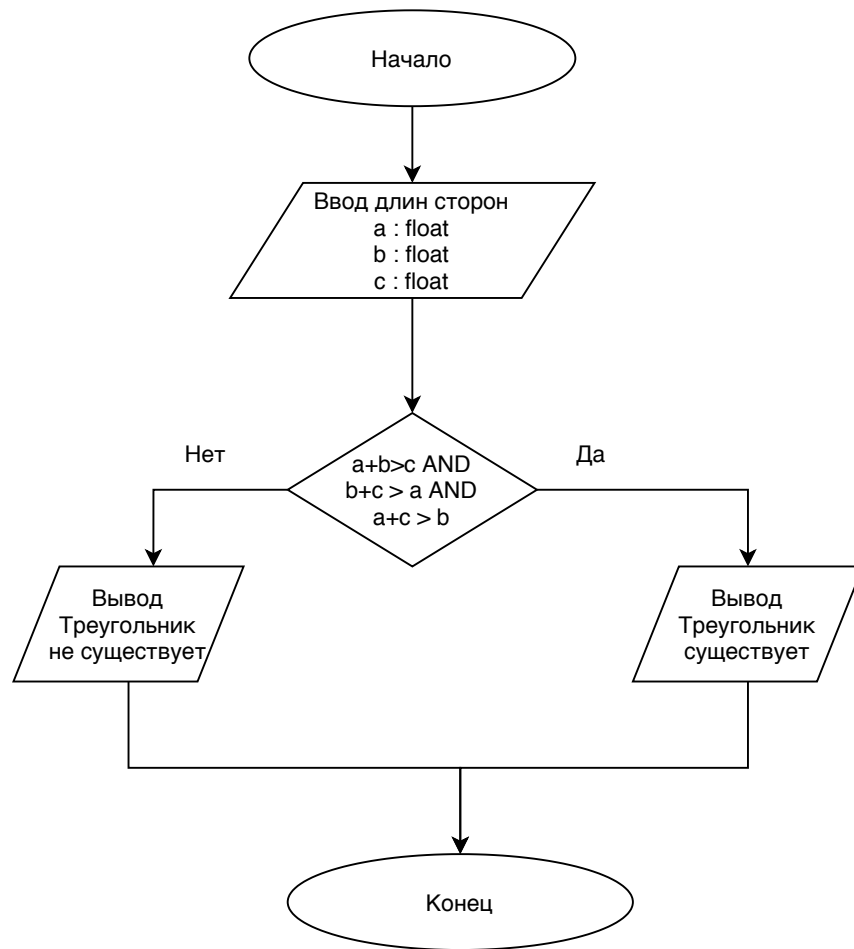 Начало
Ввод длин сторон
a : float
b : float
c : float
Нет
Да
a+b>c AND
b+c > a AND
a+c > b
Вывод
Треугольник
не существует
Вывод
Треугольник
существует
Конец